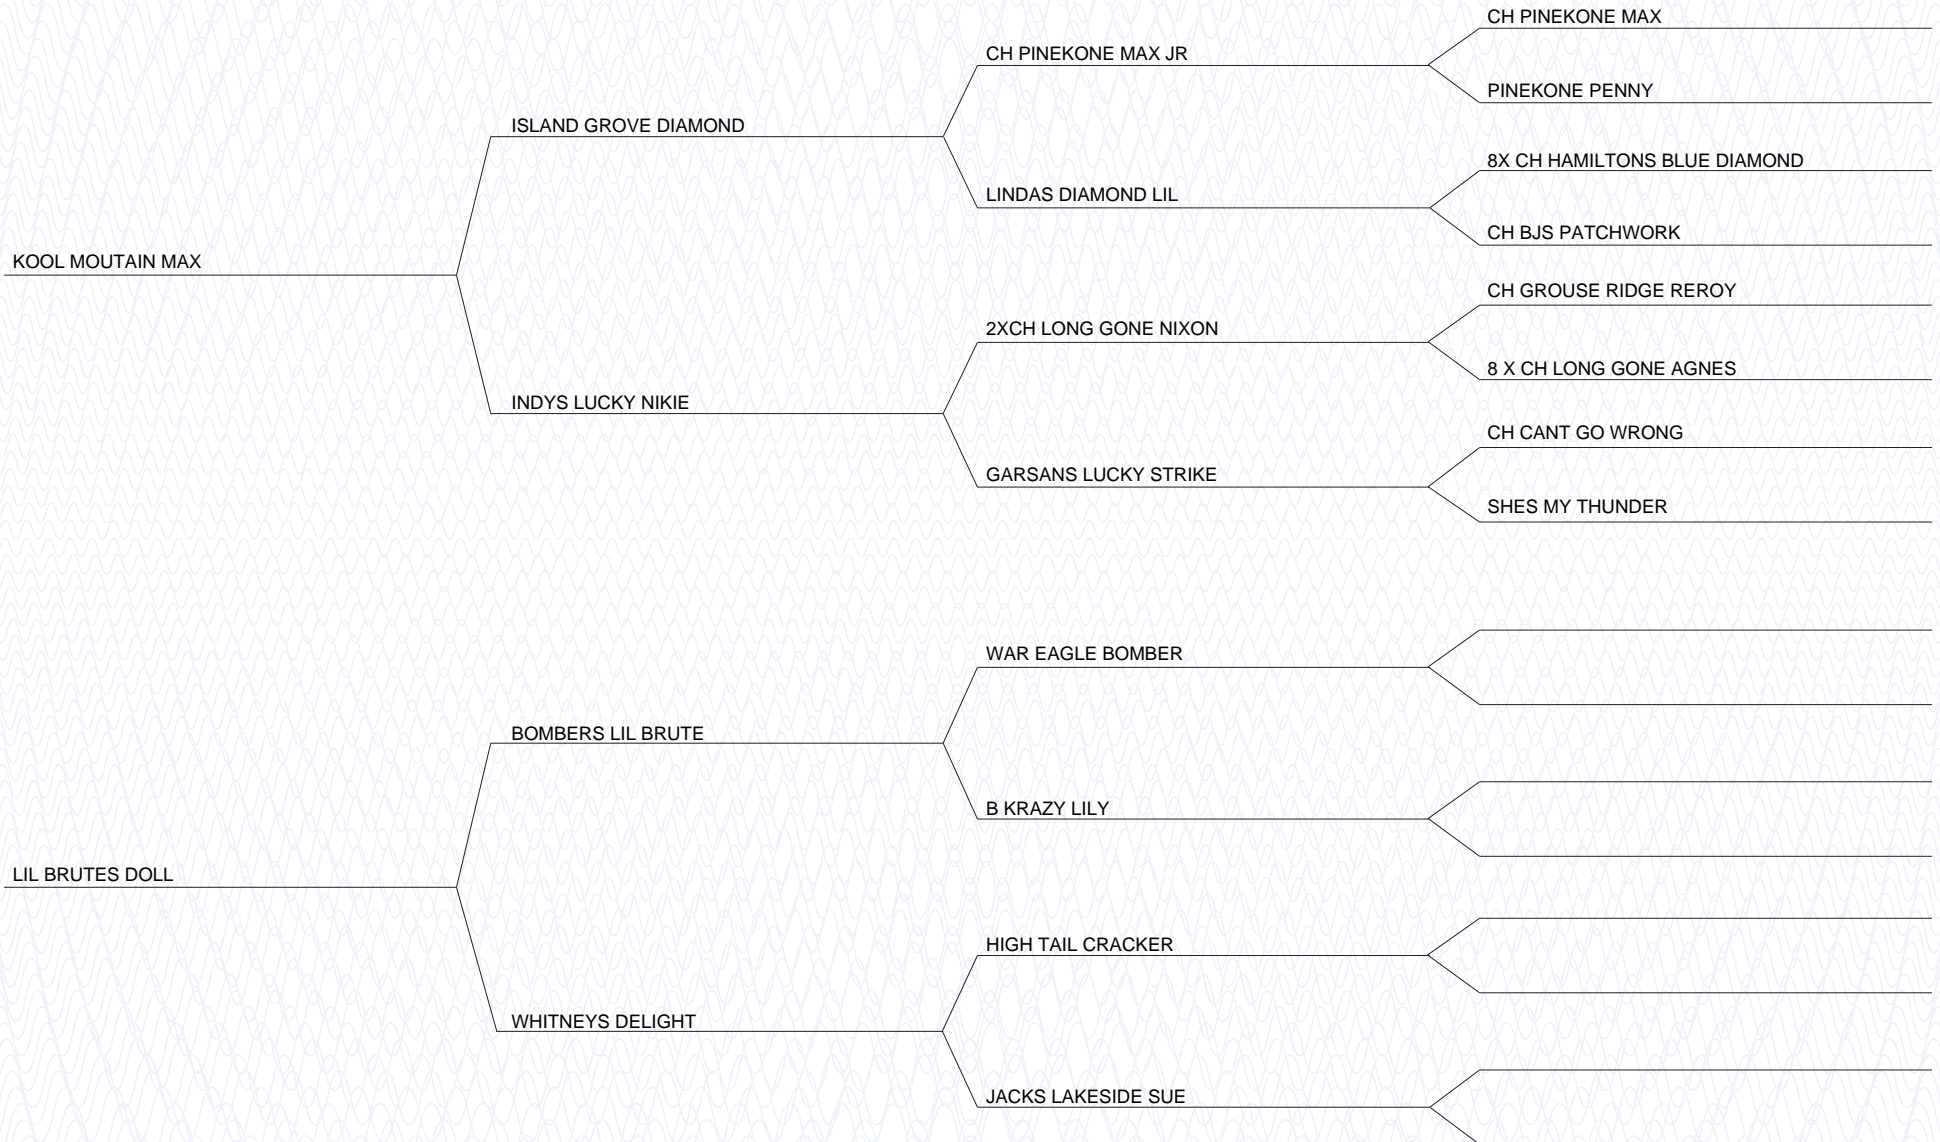 CH PINEKONE MAX
CH PINEKONE MAX JR
PINEKONE PENNY
ISLAND GROVE DIAMOND
8X CH HAMILTONS BLUE DIAMOND
LINDAS DIAMOND LIL
CH BJS PATCHWORK
KOOL MOUTAIN MAX
CH GROUSE RIDGE REROY
2XCH LONG GONE NIXON
8 X CH LONG GONE AGNES
INDYS LUCKY NIKIE
CH CANT GO WRONG
GARSANS LUCKY STRIKE
SHES MY THUNDER
WAR EAGLE BOMBER
BOMBERS LIL BRUTE
B KRAZY LILY
LIL BRUTES DOLL
HIGH TAIL CRACKER
WHITNEYS DELIGHT
JACKS LAKESIDE SUE